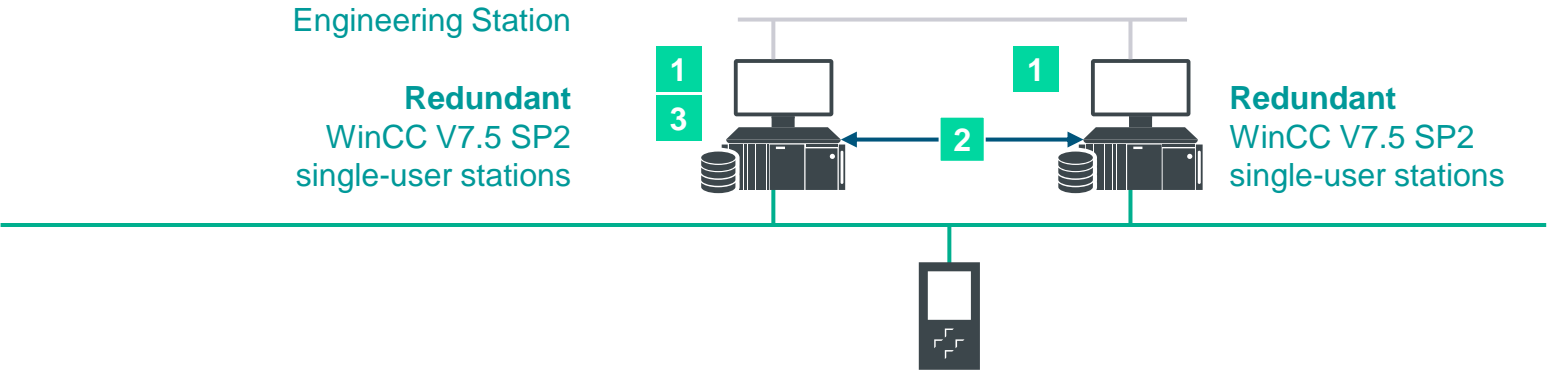 Engineering Station
Redundant
WinCC V7.5 SP2
single-user stations
1
3
2
1
Redundant
WinCC V7.5 SP2
single-user stations